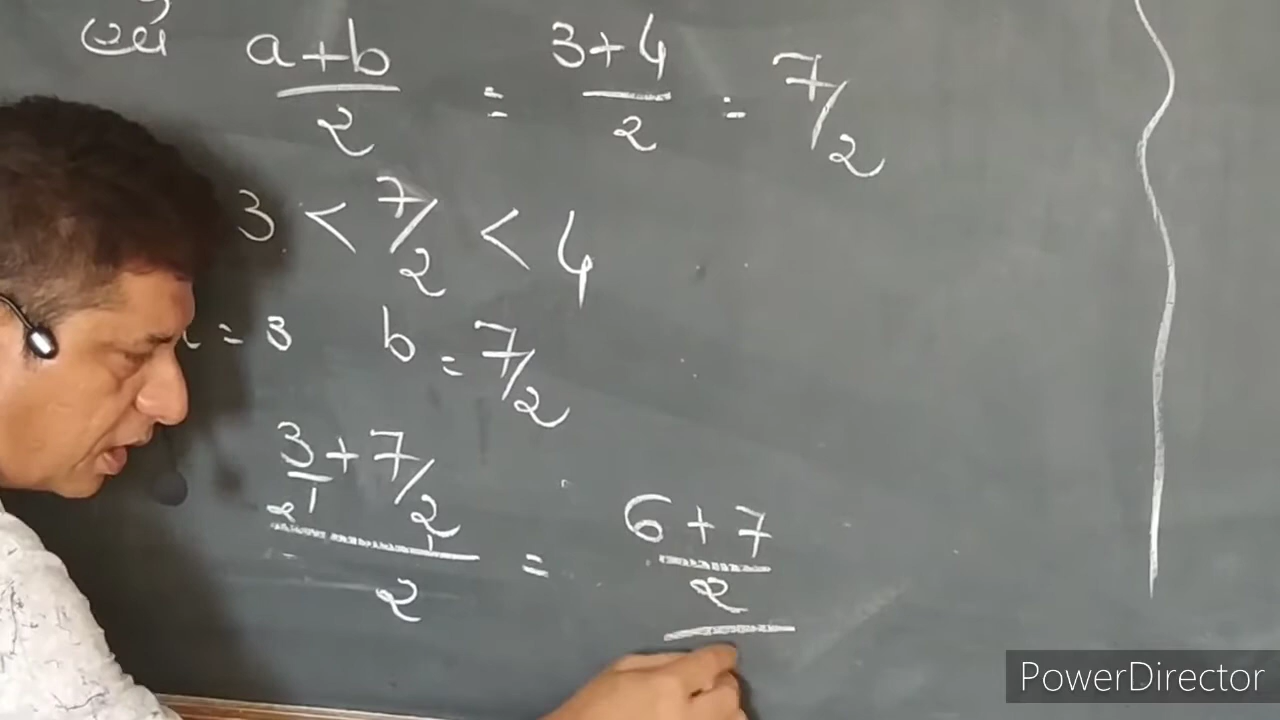 a+b/2 = 3+4/2 = 7/2
3 < 7/2 < 4
= 3 b = 7/2
3/1 + 7/2 / 2 = 6+7/2
PowerDirector